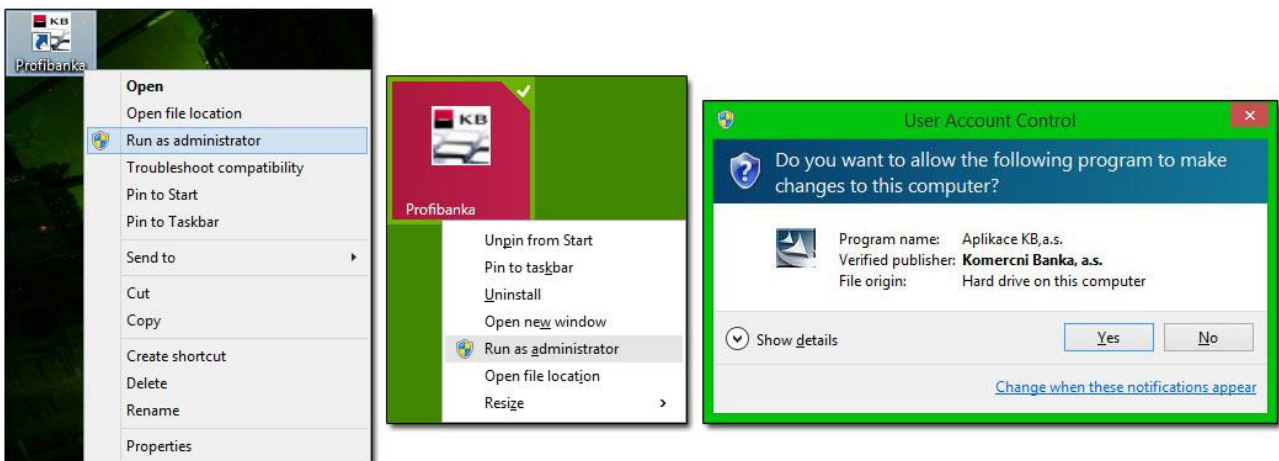 KB
Profibanka
Open
Open file location
Run as administrator
Troubleshoot compatibility
Pin to Start
Pin to Taskbar
Send to
Cut
Copy
Create shortcut
Delete
Rename
Properties
KB
Profibanka
Unpin from Start
Pin to taskbar
Uninstall
Open new window
Run as administrator
Open file location
Resize
User Account Control
Do you want to allow the following program to make
changes to this computer?
Program name: Aplikace KB,a.s.
Verified publisher: Komercni Banka, a.s.
File origin: Hard drive on this computer
Show details
Yes
No
Change when these notifications appear